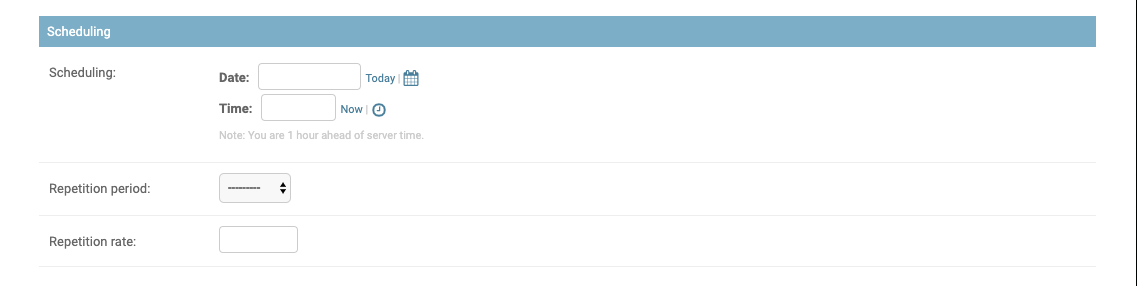 Scheduling
Scheduling:
Date: Today |
Time: Now |
Note: You are 1 hour ahead of server time.
Repetition period: ---------
Repetition rate: